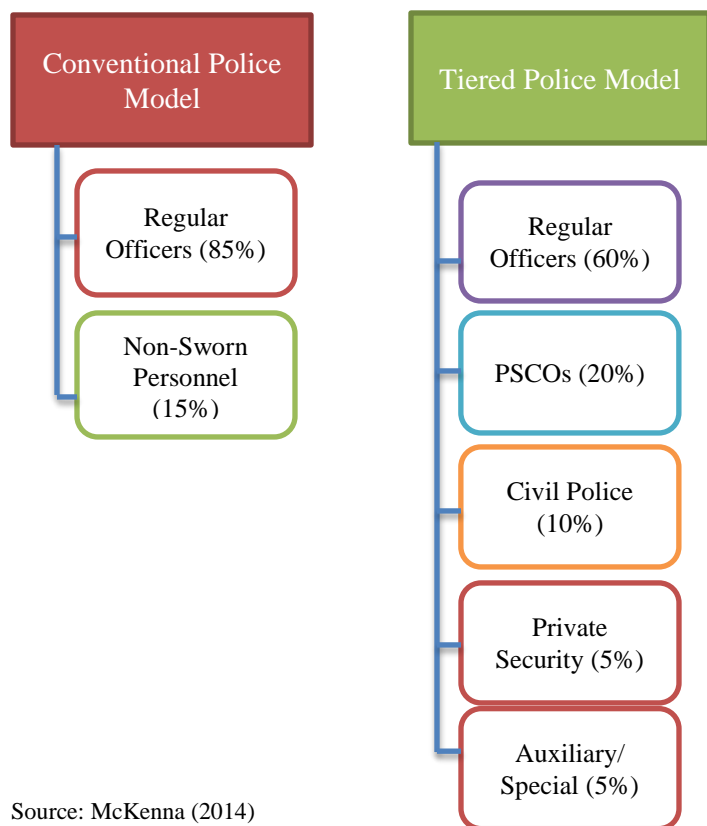 Conventional Police
Model
Regular
Officers (85%)
Non-Sworn
Personnel
(15%)
Tiered Police Model
Regular
Officers (60%)
PSCOs (20%)
Civil Police
(10%)
Private
Security (5%)
Auxiliary/
Special (5%)
Source: McKenna (2014)